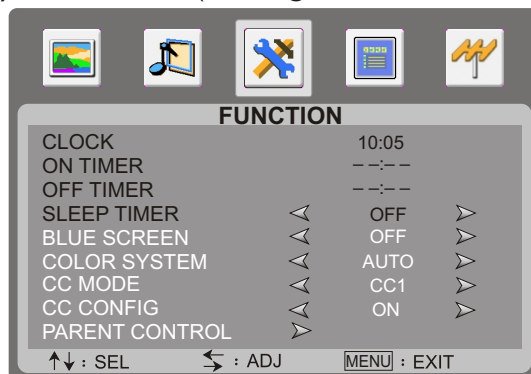 FUNCTION
CLOCK 10:05
ON TIMER – –:– –
OFF TIMER – –:– –
SLEEP TIMER OFF
BLUE SCREEN OFF
COLOR SYSTEM AUTO
CC MODE CC1
CC CONFIG ON
PARENT CONTROL
: SEL : ADJ MENU : EXIT